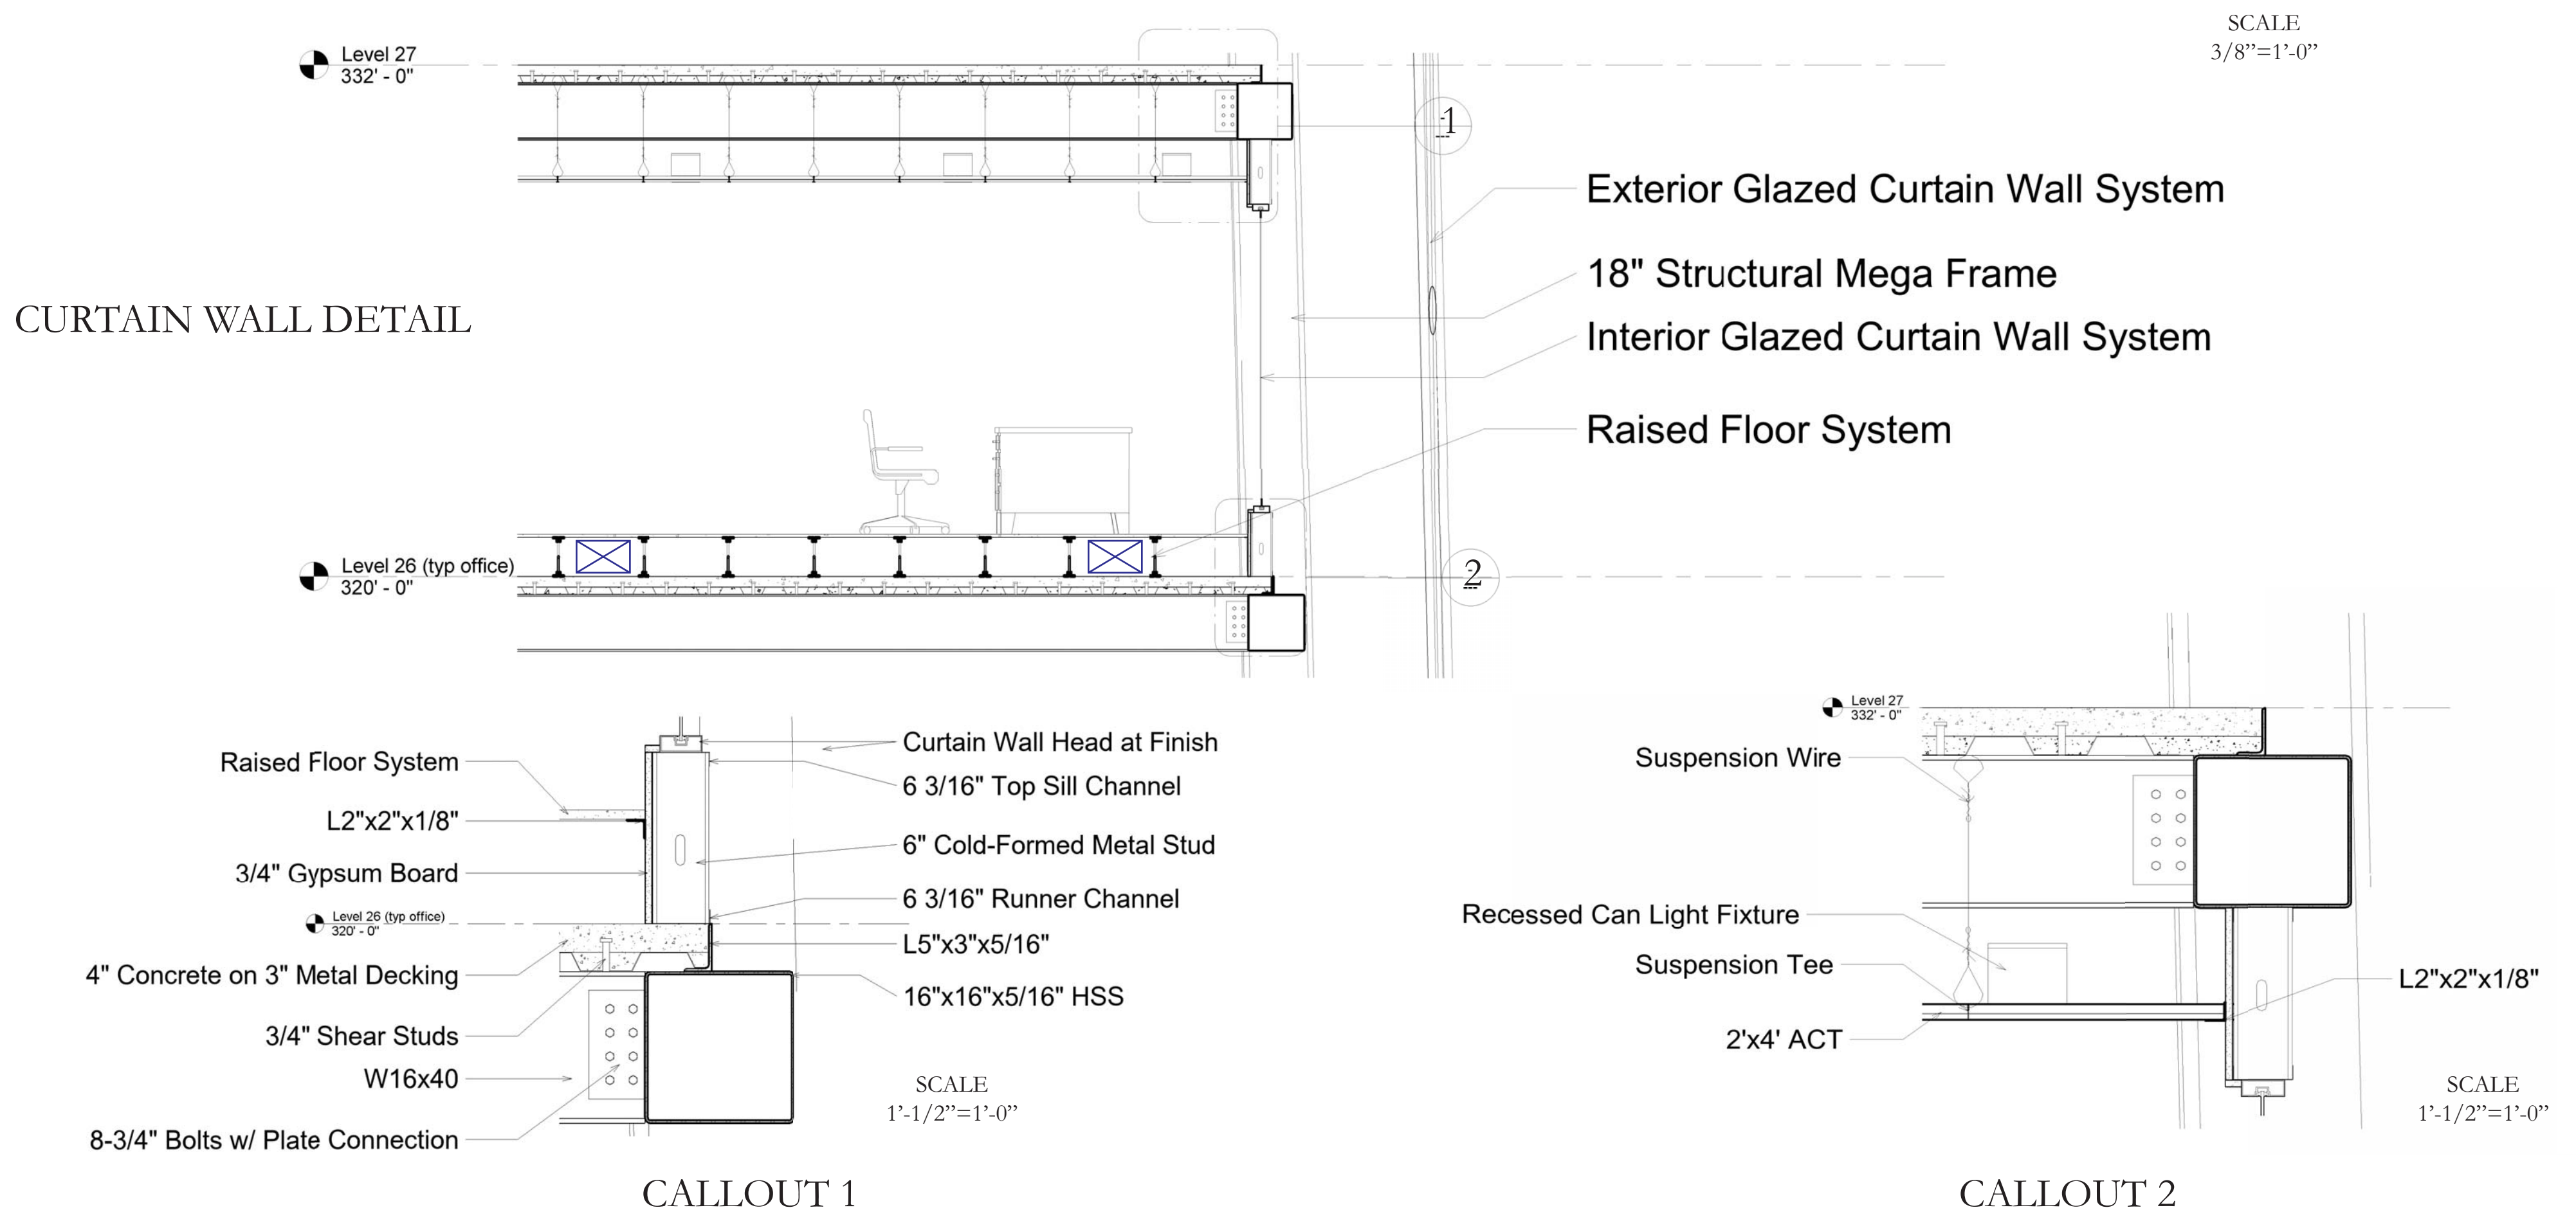 SCALE
3/8”=1’-0”
Level 27
332' - 0"
1
Exterior Glazed Curtain Wall System
18" Structural Mega Frame
CURTAIN WALL DETAIL
Interior Glazed Curtain Wall System
Raised Floor System
Level 26 (typ office)
320' - 0"
2
Raised Floor System
L2"x2"x1/8"
3/4" Gypsum Board
Level 26 (typ office)
320' - 0"
4" Concrete on 3" Metal Decking
3/4" Shear Studs
W16x40
8-3/4" Bolts w/ Plate Connection
Curtain Wall Head at Finish
6 3/16" Top Sill Channel
6" Cold-Formed Metal Stud
6 3/16" Runner Channel
L5"x3"x5/16"
16"x16"x5/16" HSS
SCALE
1’-1/2”=1’-0”
CALLOUT 1
Level 27
332' - 0"
Suspension Wire
Recessed Can Light Fixture
Suspension Tee
2'x4' ACT
L2"x2"x1/8"
SCALE
1’-1/2”=1’-0”
CALLOUT 2